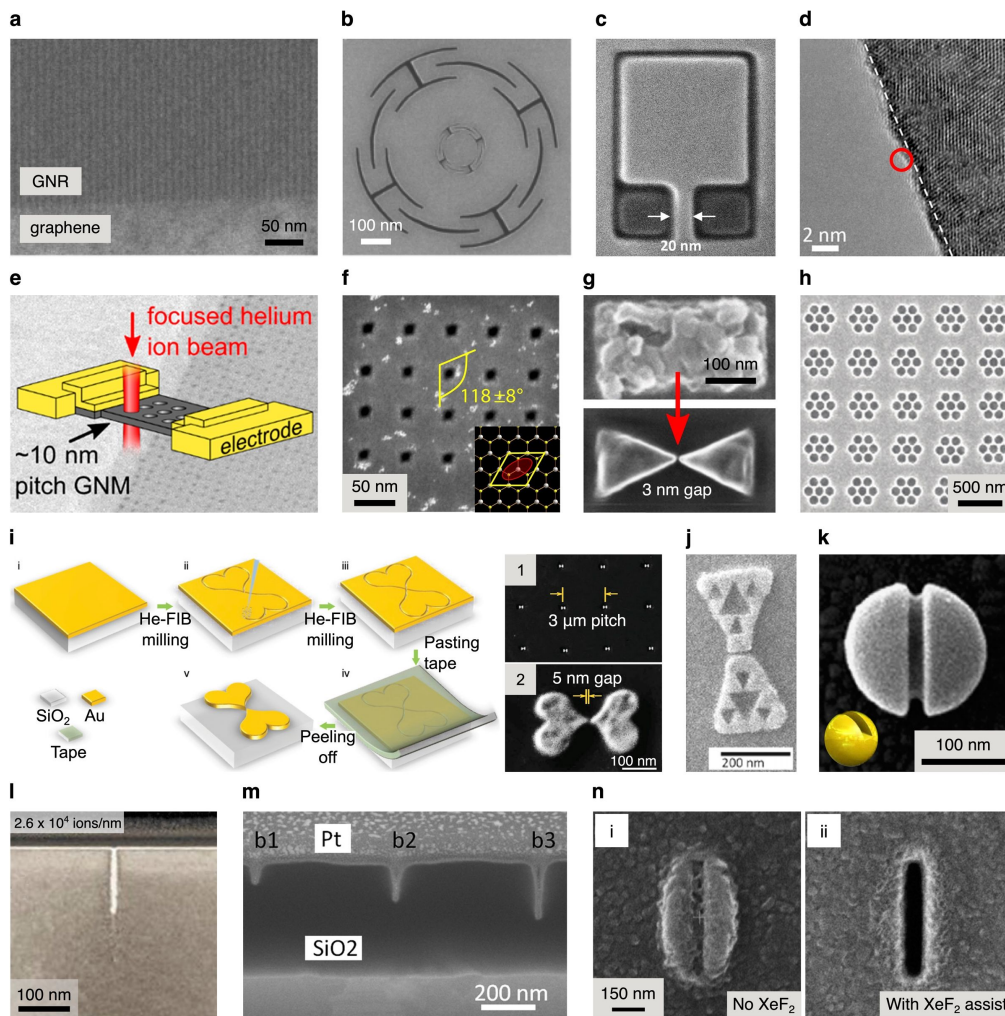 a
GNR
graphene
50 nm
b
100 nm
c
20 nm
d
2 nm
e
focused helium
ion beam
electrode
~10 nm
pitch GNM
f
118 ±8°
50 nm
g
100 nm
3 nm gap
h
500 nm
i
i
ii
iii
He-FIB
milling
He-FIB
milling
Pasting
tape
v
iv
SiO₂
Au
Tape
Peeling
off
1
3 µm pitch
2
5 nm gap
100 nm
j
200 nm
k
100 nm
l
2.6 x 10⁴ ions/nm
100 nm
m
b1
Pt
b2
b3
SiO2
200 nm
n
i
150 nm
No XeF₂
ii
With XeF₂ assist